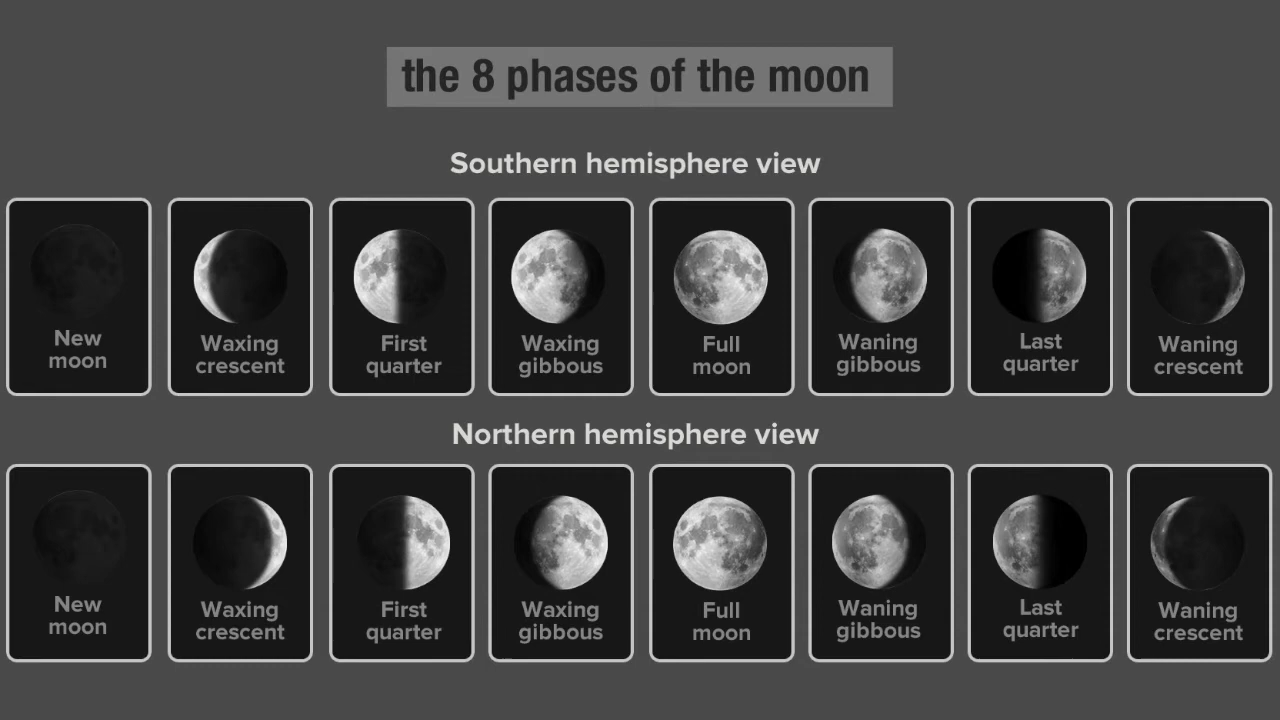 the 8 phases of the moon
Southern hemisphere view
New
moon
Waxing
crescent
First
quarter
Waxing
gibbous
Full
moon
Waning
gibbous
Last
quarter
Waning
crescent
Northern hemisphere view
New
moon
Waxing
crescent
First
quarter
Waxing
gibbous
Full
moon
Waning
gibbous
Last
quarter
Waning
crescent